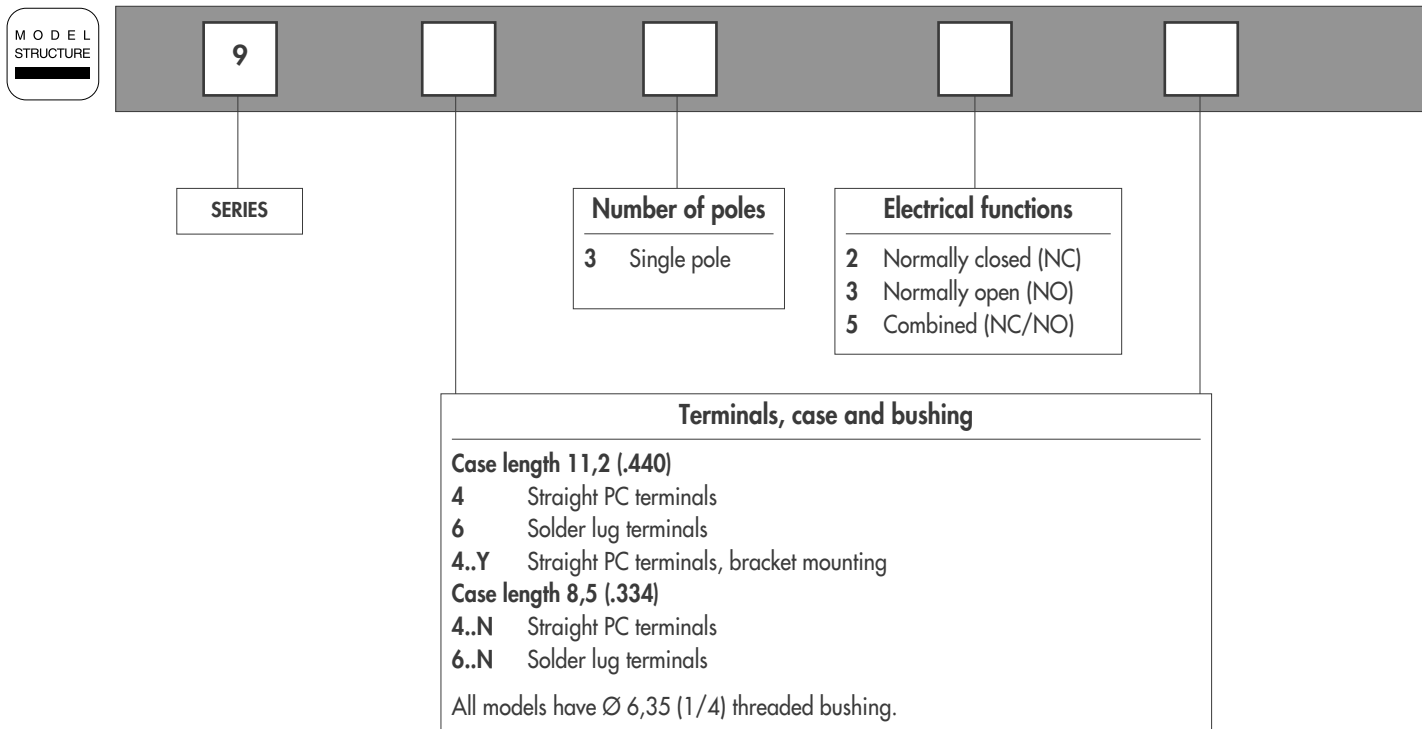 MODEL
STRUCTURE
9
SERIES
Number of poles
3 Single pole
Electrical functions
2 Normally closed (NC)
3 Normally open (NO)
5 Combined (NC/NO)
Terminals, case and bushing
Case length 11,2 (.440)
4 Straight PC terminals
6 Solder lug terminals
4..Y Straight PC terminals, bracket mounting
Case length 8,5 (.334)
4..N Straight PC terminals
6..N Solder lug terminals
All models have Ø 6,35 (1/4) threaded bushing.